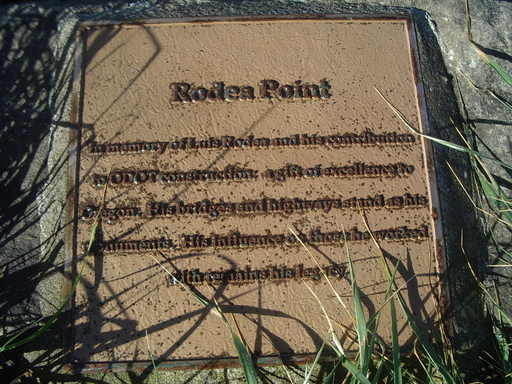 Rodea Point
In memory of Luis Rodea and his contribution
to ODOT construction: a gift of excellence to
Oregon. His bridges and highways stand as his
monuments. His influence on those he worked
with remains his legacy.